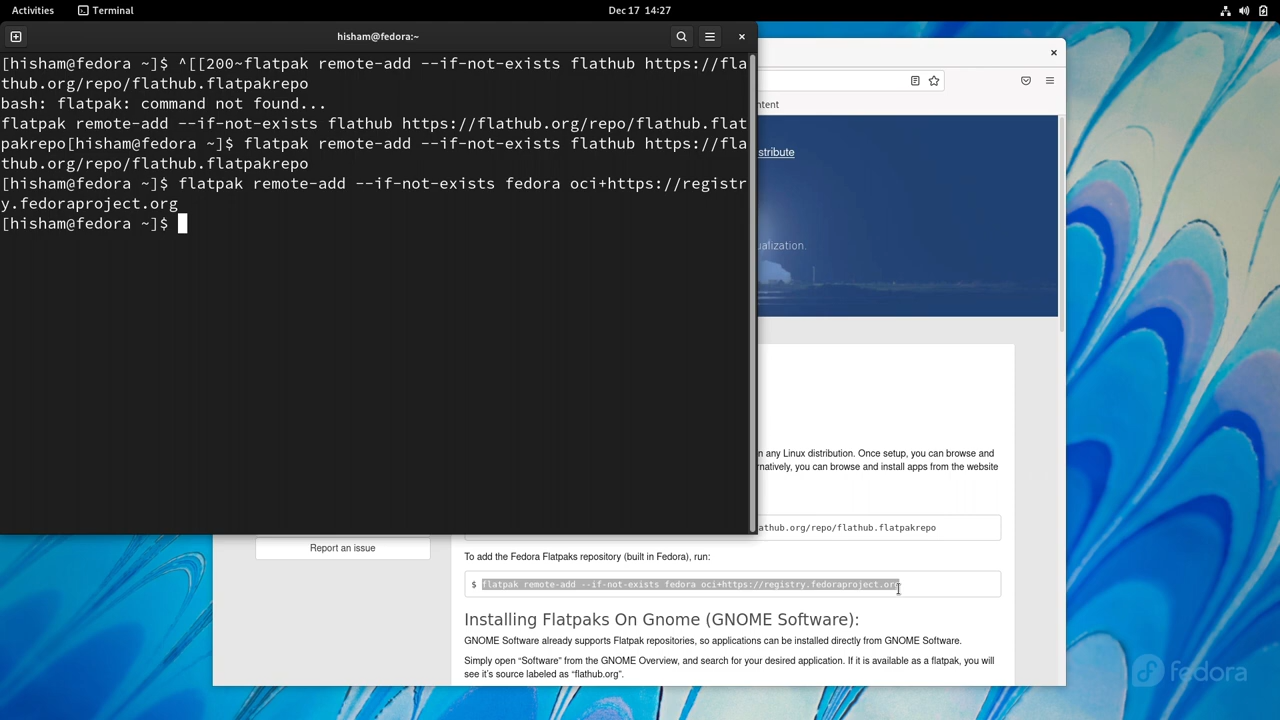 Activities
Terminal
Dec 17 14:27
hisham@fedora:~
[hisham@fedora ~]$ ^[[200~flatpak remote-add --if-not-exists flathub https://fla
thub.org/repo/flathub.flatpakrepo
bash: flatpak: command not found...
flatpak remote-add --if-not-exists flathub https://flathub.org/repo/flathub.flat
pakrepo[hisham@fedora ~]$ flatpak remote-add --if-not-exists flathub https://fla
thub.org/repo/flathub.flatpakrepo
[hisham@fedora ~]$ flatpak remote-add --if-not-exists fedora oci+https://registr
y.fedoraproject.org
[hisham@fedora ~]$
ntent
stribute
ualization.
n any Linux distribution. Once setup, you can browse and
rnatively, you can browse and install apps from the website
athub.org/repo/flathub.flatpakrepo
Report an issue
To add the Fedora Flatpaks repository (built in Fedora), run:
$ flatpak remote-add --if-not-exists fedora oci+https://registry.fedoraproject.org
Installing Flatpaks On Gnome (GNOME Software):
GNOME Software already supports Flatpak repositories, so applications can be installed directly from GNOME Software.
Simply open “Software” from the GNOME Overview, and search for your desired application. If it is available as a flatpak, you will
see it’s source labeled as “flathub.org”.
fedora